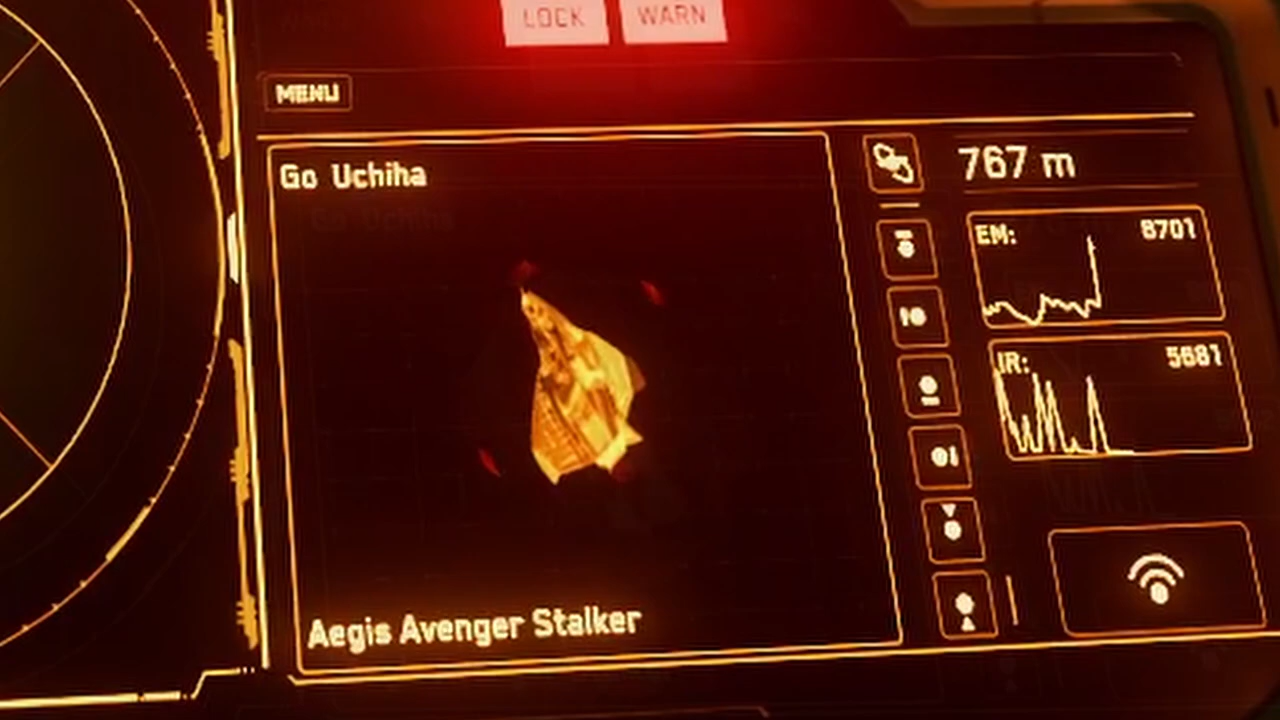 LOCK WARN
MENU
Go Uchiha
767 m
EM: 8701
IR: 5681
Aegis Avenger Stalker